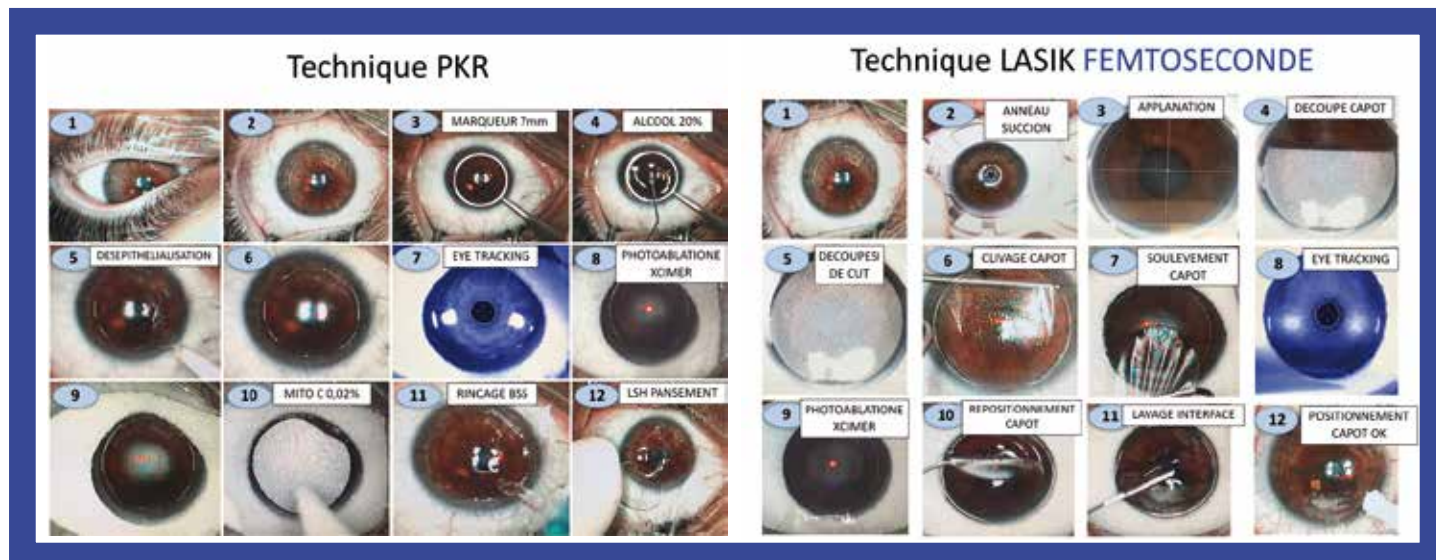 Technique PKR
1
2
3
MARQUEUR 7mm
4
ALCOOL 20%
5
DESEPITHELIALISATION
6
7
EYE TRACKING
8
PHOTOABLATIONE
XCIMER
9
10
MITO C 0,02%
11
RINCAGE BSS
12
LSH PANSEMENT
Technique LASIK FEMTOSECONDE
1
2
ANNEAU
SUCCION
3
APPLANATION
4
DECOUPE CAPOT
5
DECOUPESI
DE CUT
6
CLIVAGE CAPOT
7
SOULEVEMENT
CAPOT
8
EYE TRACKING
9
PHOTOABLATIONE
XCIMER
10
REPOSITIONNEMENT
CAPOT
11
LAVAGE INTERFACE
12
POSITIONNEMENT
CAPOT OK